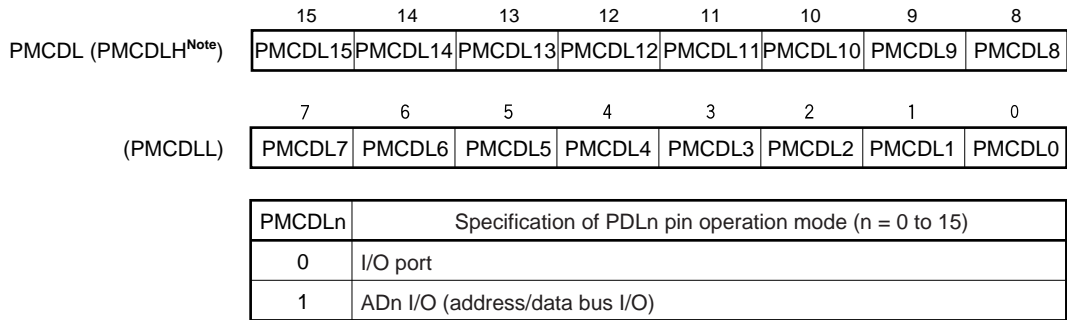 15 14 13 12 11 10 9 8
PMCDL (PMCDLH^Note) PMCDL15 PMCDL14 PMCDL13 PMCDL12 PMCDL11 PMCDL10 PMCDL9 PMCDL8
7 6 5 4 3 2 1 0
(PMCDLL) PMCDL7 PMCDL6 PMCDL5 PMCDL4 PMCDL3 PMCDL2 PMCDL1 PMCDL0
PMCDLn Specification of PDLn pin operation mode (n = 0 to 15)
0 I/O port
1 ADn I/O (address/data bus I/O)